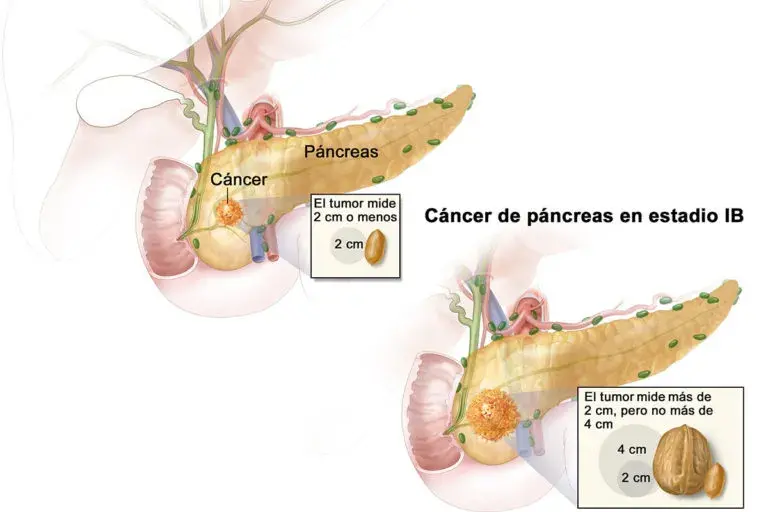 Páncreas
Cáncer
El tumor mide
2 cm o menos
2 cm
Cáncer de páncreas en estadio IB
El tumor mide más de
2 cm, pero no más de
4 cm
4 cm
2 cm